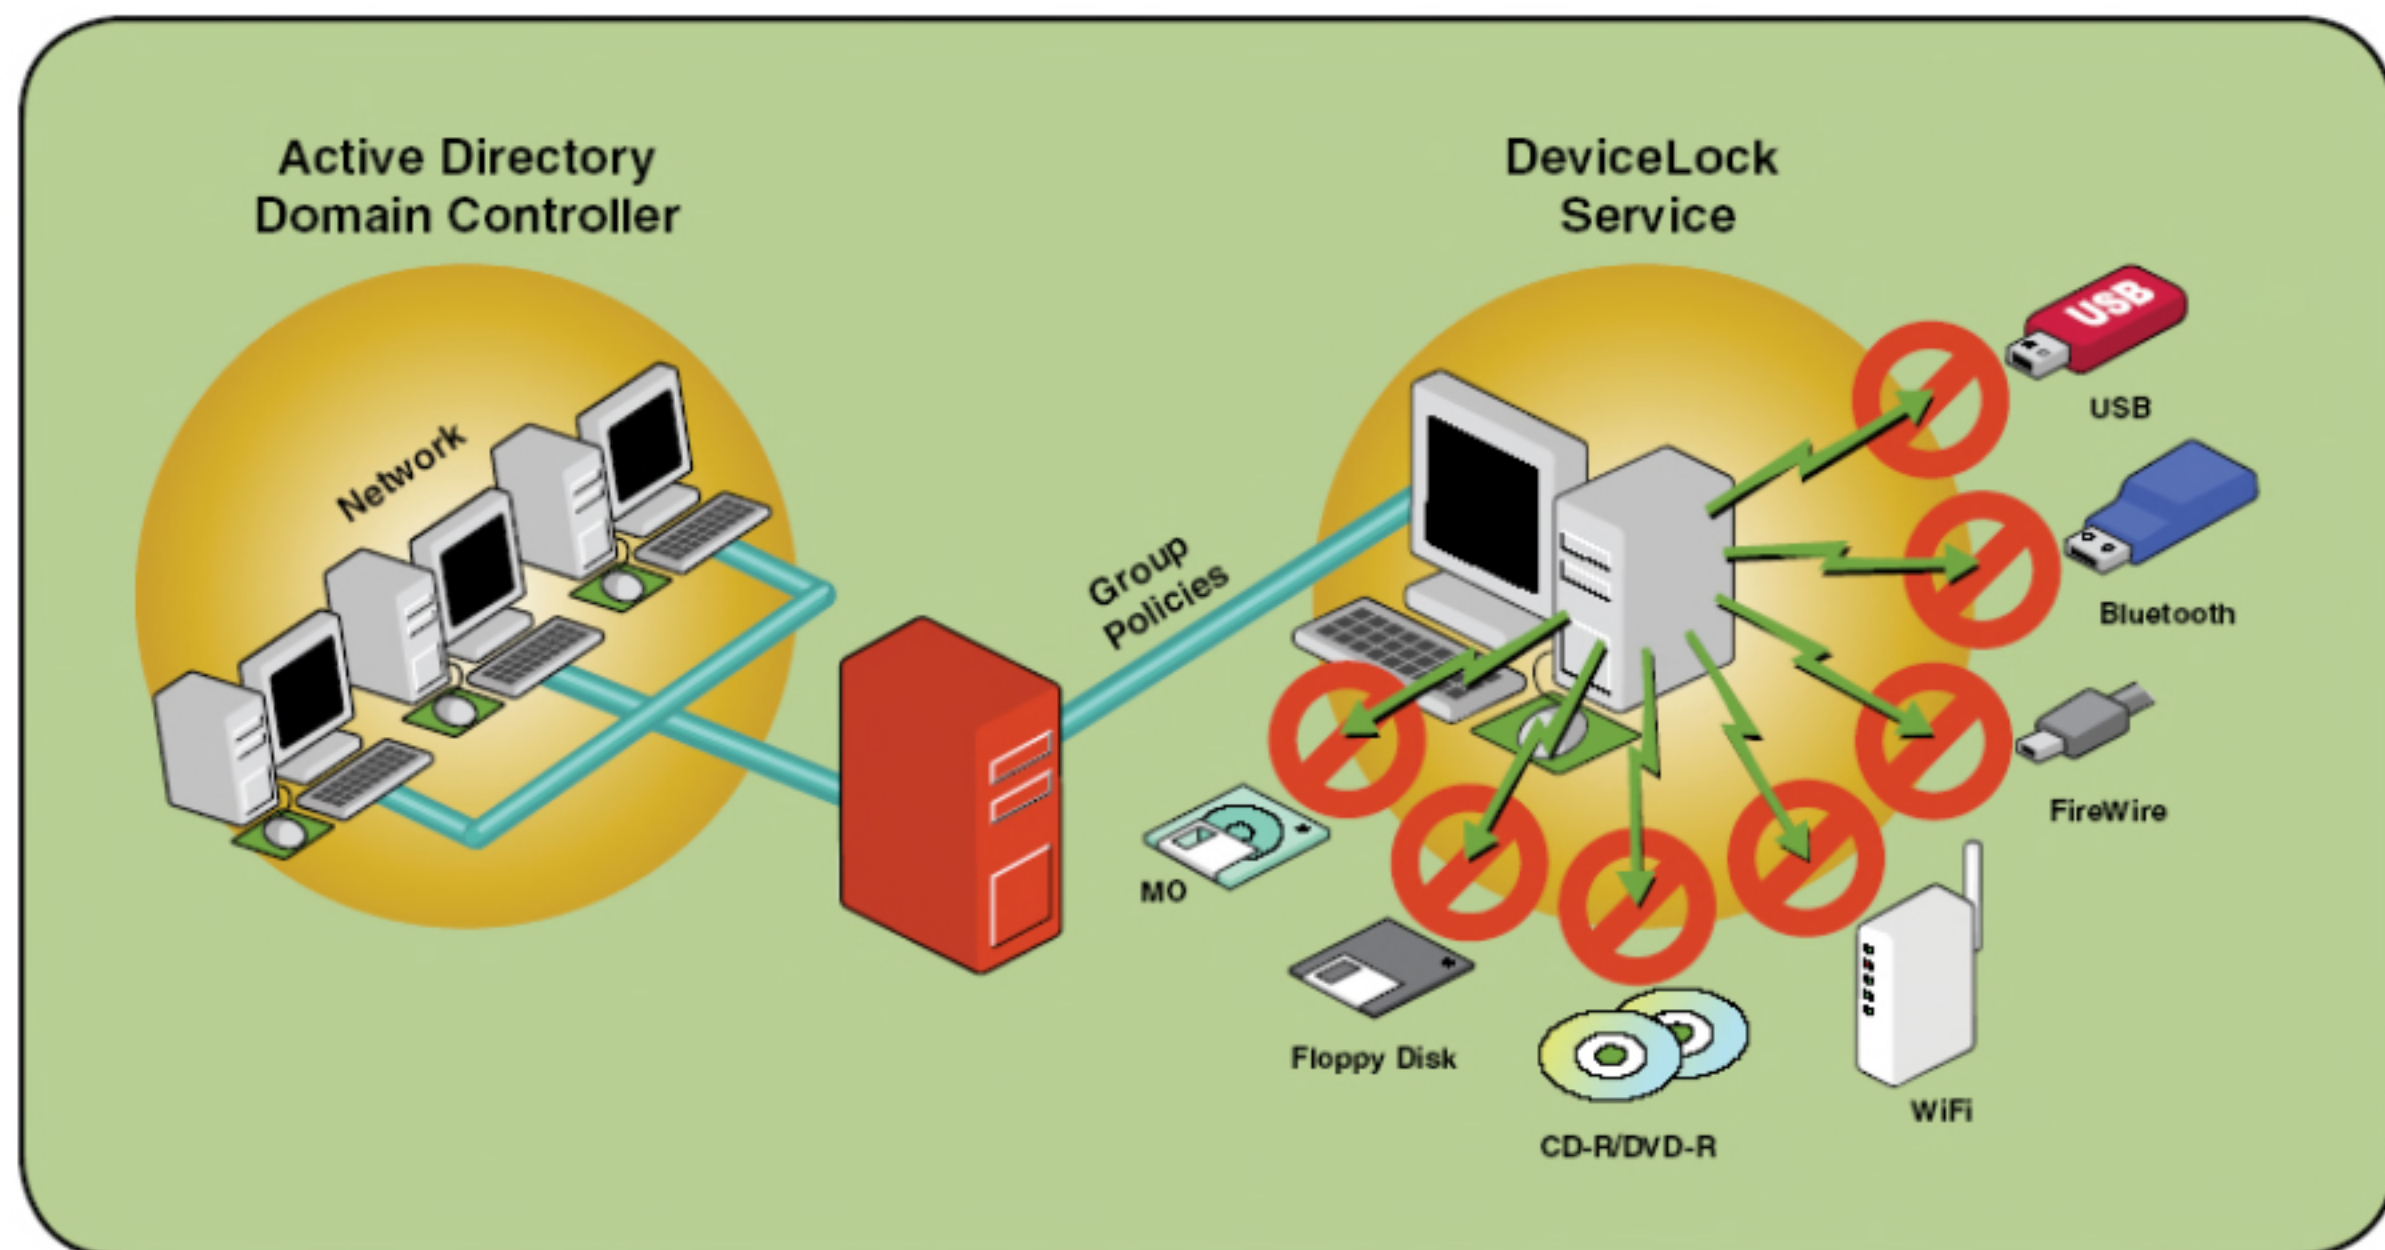 Active Directory
Domain Controller
DeviceLock
Service
Network
Group
Policies
USB
USB
Bluetooth
FireWire
MO
Floppy Disk
CD-R/DVD-R
WiFi